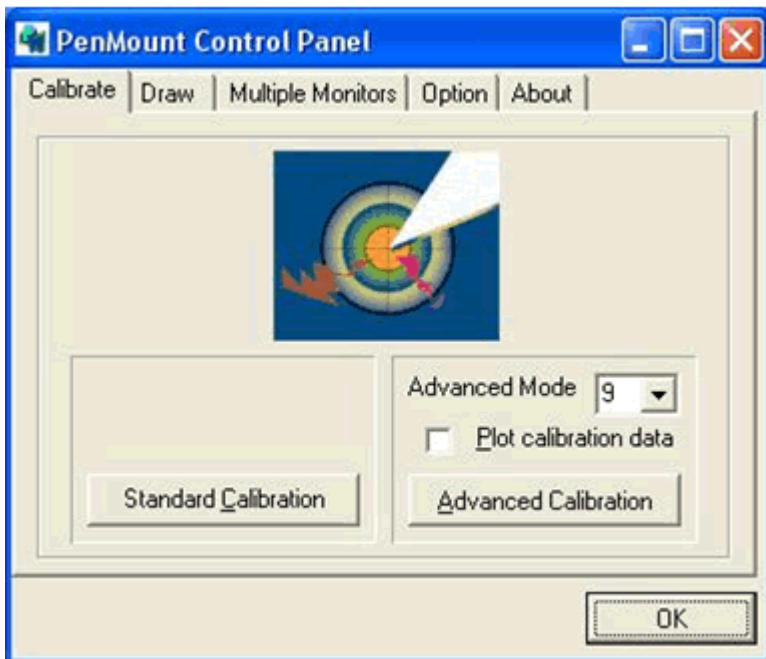 PenMount Control Panel
Calibrate Draw Multiple Monitors Option About
Advanced Mode 9
Plot calibration data
Standard Calibration Advanced Calibration
OK